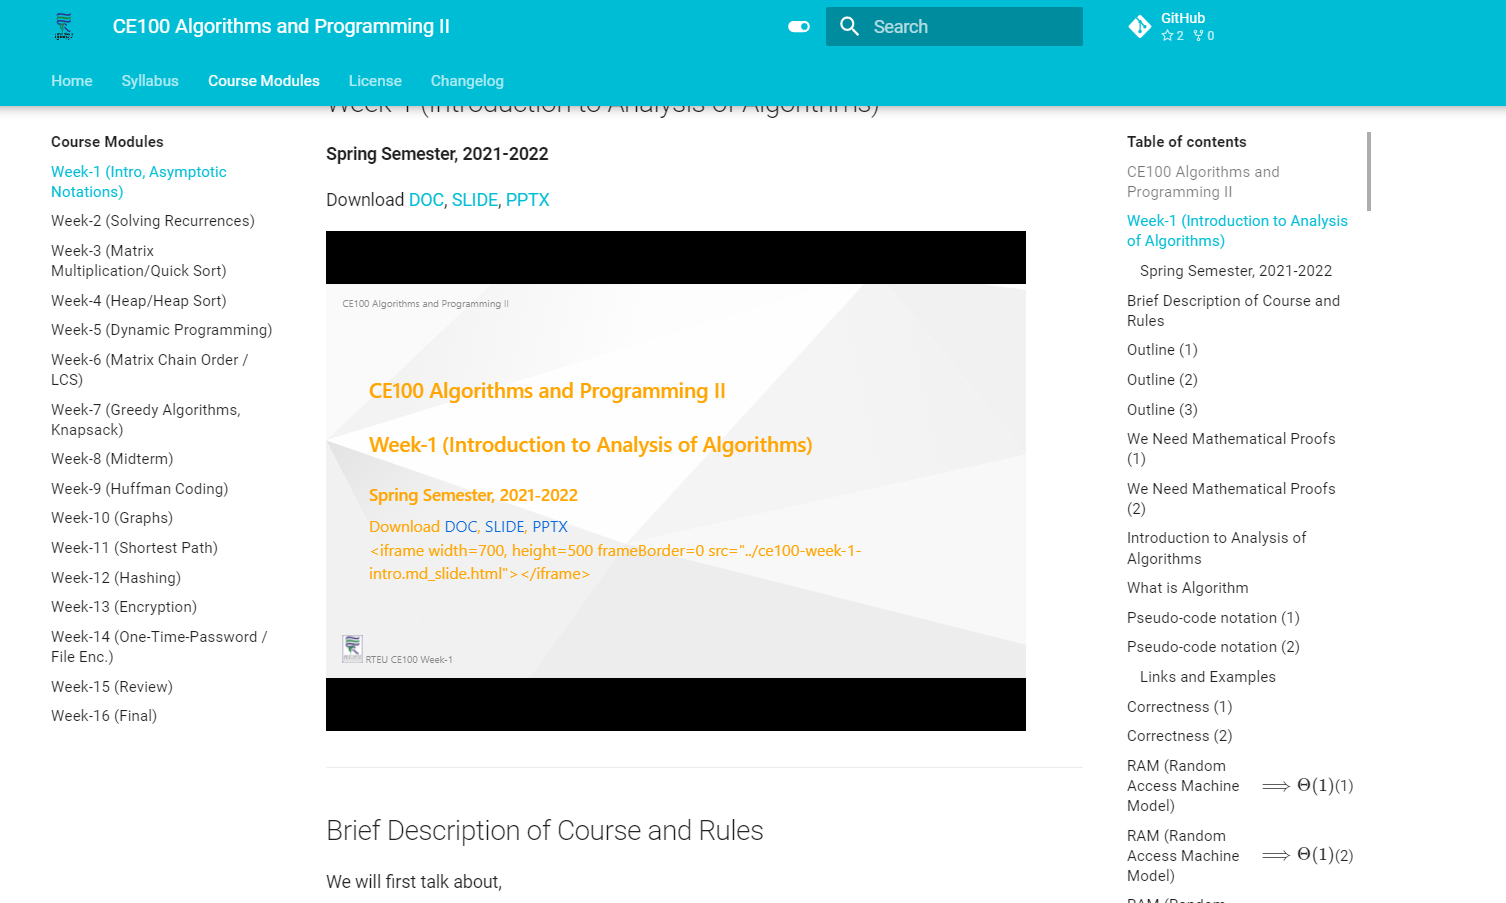 CE100 Algorithms and Programming II
Search
GitHub
2 0
Home Syllabus Course Modules License Changelog
Week-1 (Introduction to Analysis of Algorithms)
Course Modules
Week-1 (Intro, Asymptotic
Notations)
Week-2 (Solving Recurrences)
Week-3 (Matrix
Multiplication/Quick Sort)
Week-4 (Heap/Heap Sort)
Week-5 (Dynamic Programming)
Week-6 (Matrix Chain Order /
LCS)
Week-7 (Greedy Algorithms,
Knapsack)
Week-8 (Midterm)
Week-9 (Huffman Coding)
Week-10 (Graphs)
Week-11 (Shortest Path)
Week-12 (Hashing)
Week-13 (Encryption)
Week-14 (One-Time-Password /
File Enc.)
Week-15 (Review)
Week-16 (Final)
Spring Semester, 2021-2022
Download DOC, SLIDE, PPTX
CE100 Algorithms and Programming II
CE100 Algorithms and Programming II
Week-1 (Introduction to Analysis of Algorithms)
Spring Semester, 2021-2022
Download DOC, SLIDE, PPTX
<iframe width=700, height=500 frameBorder=0 src="../ce100-week-1-
intro.md_slide.html"></iframe>
RTEU CE100 Week-1
Brief Description of Course and Rules
We will first talk about,
Table of contents
CE100 Algorithms and
Programming II
Week-1 (Introduction to Analysis
of Algorithms)
Spring Semester, 2021-2022
Brief Description of Course and
Rules
Outline (1)
Outline (2)
Outline (3)
We Need Mathematical Proofs
(1)
We Need Mathematical Proofs
(2)
Introduction to Analysis of
Algorithms
What is Algorithm
Pseudo-code notation (1)
Pseudo-code notation (2)
Links and Examples
Correctness (1)
Correctness (2)
RAM (Random
Access Machine ⟹ Θ(1)(1)
Model)
RAM (Random
Access Machine ⟹ Θ(1)(2)
Model)
RAM (Random